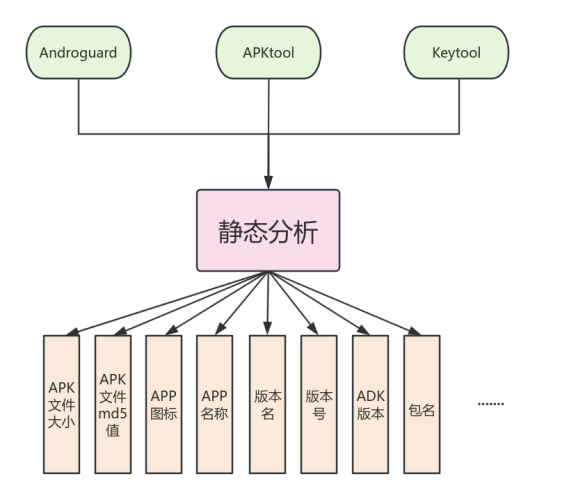 Androguard
APKtool
Keytool
静态分析
APK
文件
大小
APK
文件
md5
值
APP
图标
APP
名称
版本
名
版本
号
ADK
版本
包名
.......